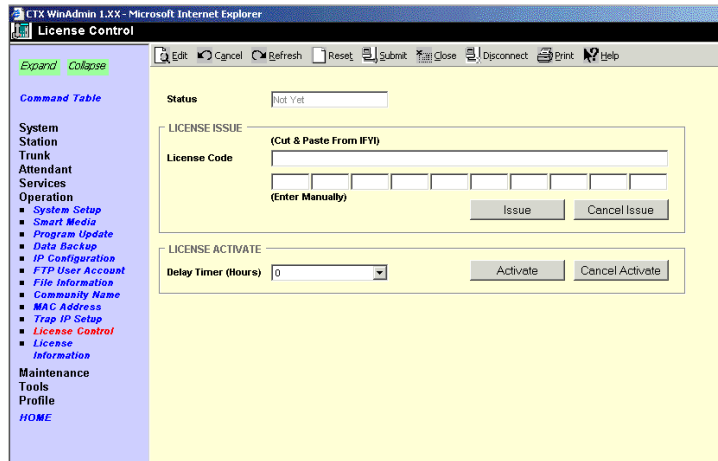 CTX WinAdmin 1.XX - Microsoft Internet Explorer
License Control
Expand Collapse
Edit Cancel Refresh Reset Submit Close Disconnect Print Help
Command Table
System
Station
Trunk
Attendant
Services
Operation
System Setup
Smart Media
Program Update
Data Backup
IP Configuration
FTP User Account
File Information
Community Name
MAC Address
Trap IP Setup
License Control
License
Information
Maintenance
Tools
Profile
HOME
Status Not Yet
LICENSE ISSUE
(Cut & Paste From IFYI)
License Code
(Enter Manually)
Issue Cancel Issue
LICENSE ACTIVATE
Delay Timer (Hours) 0 Activate Cancel Activate